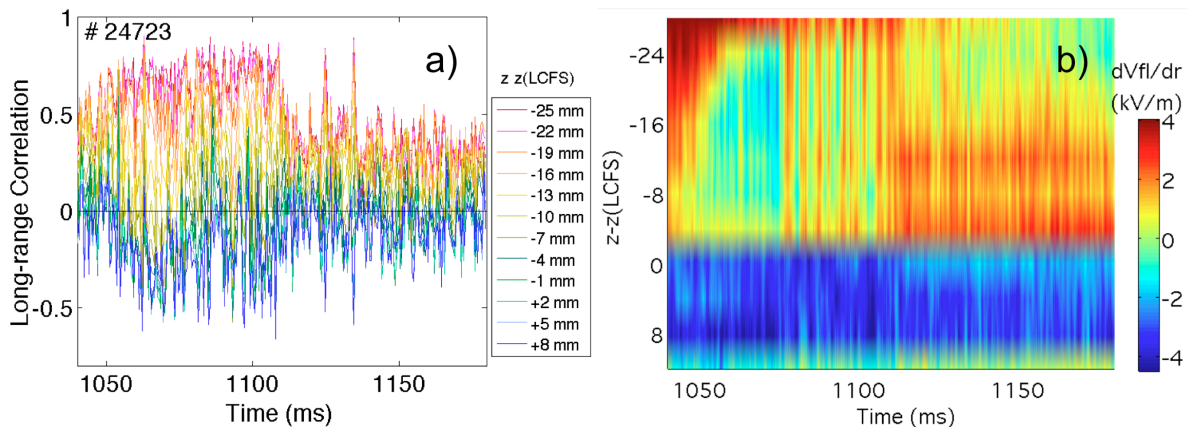 # 24723
a)
1
0.5
0
-0.5
Long-range Correlation
1050
1100
1150
Time (ms)
z z(LCFS)
-25 mm
-22 mm
-19 mm
-16 mm
-13 mm
-10 mm
-7 mm
-4 mm
-1 mm
+2 mm
+5 mm
+8 mm
b)
-24
-16
-8
0
8
z-z(LCFS)
1050
1100
1150
Time (ms)
dVfl/dr
(kV/m)
4
2
0
-2
-4